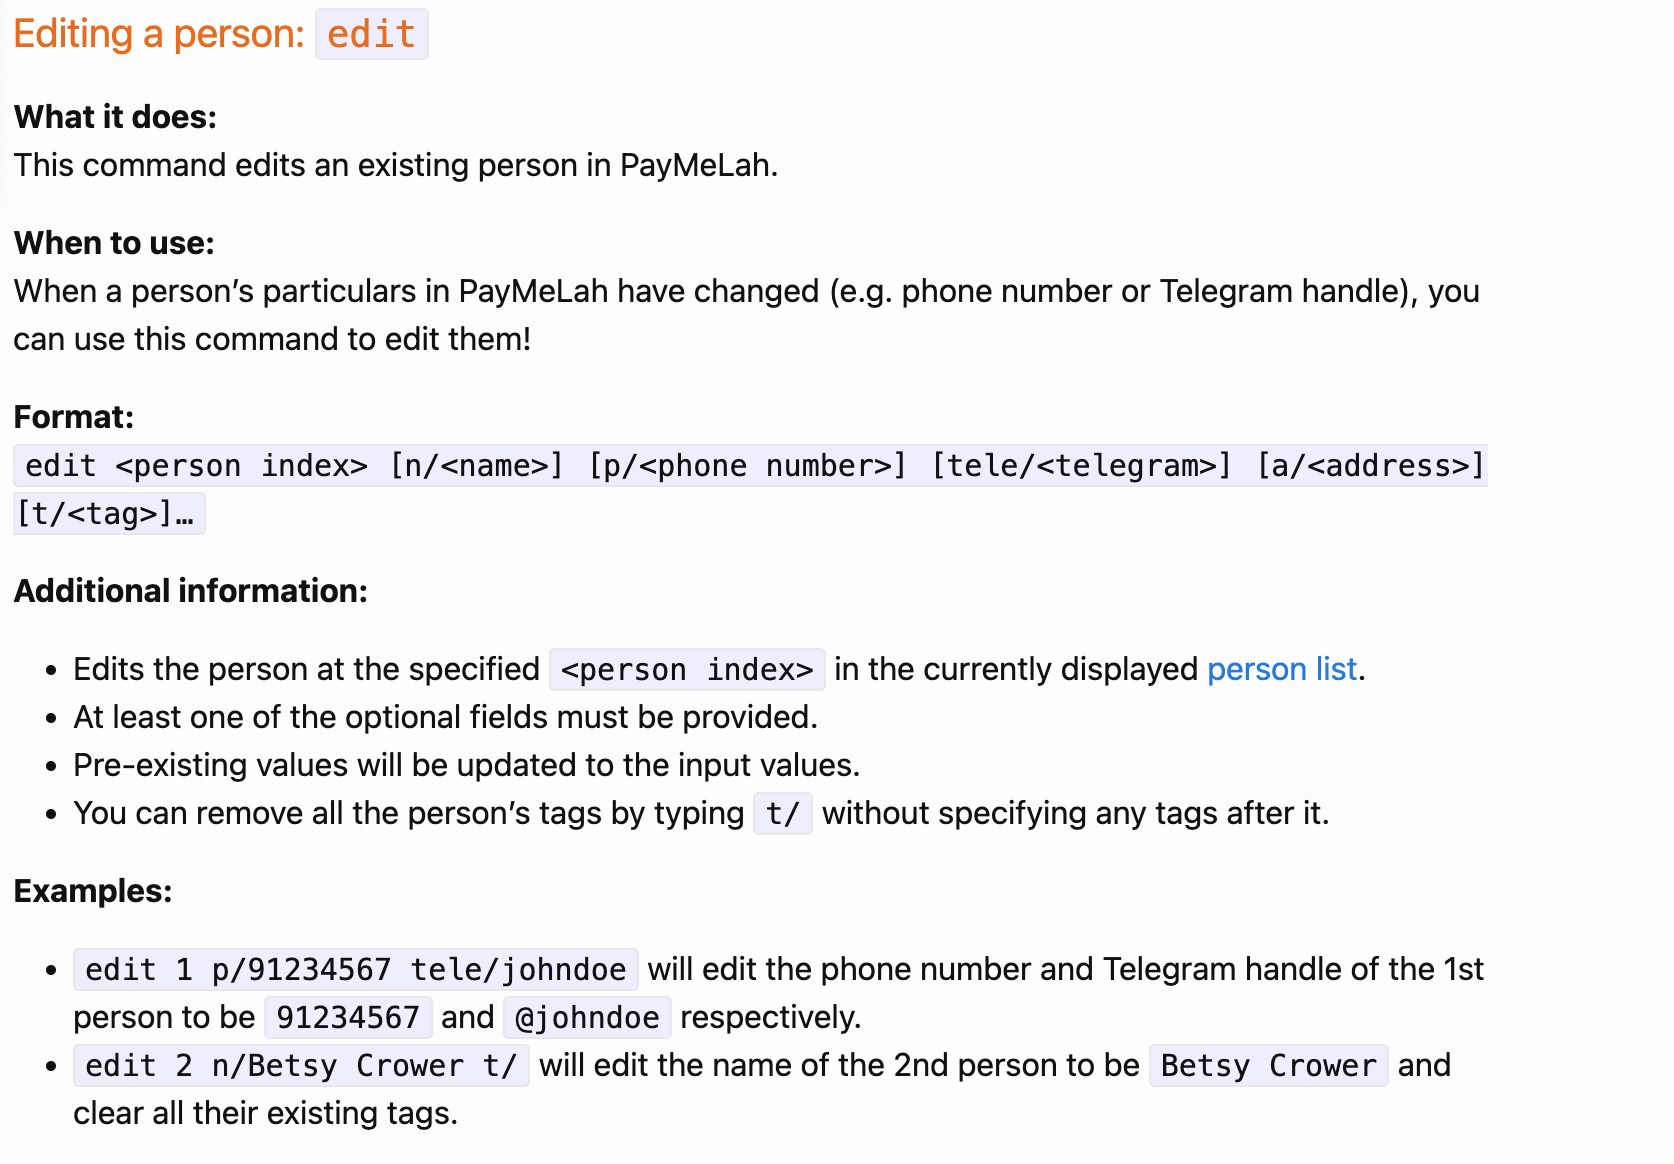 Editing a person: edit
What it does:
This command edits an existing person in PayMeLah.
When to use:
When a person’s particulars in PayMeLah have changed (e.g. phone number or Telegram handle), you
can use this command to edit them!
Format:
edit <person index> [n/<name>] [p/<phone number>] [tele/<telegram>] [a/<address>]
[t/<tag>]…
Additional information:
• Edits the person at the specified <person index> in the currently displayed person list.
• At least one of the optional fields must be provided.
• Pre-existing values will be updated to the input values.
• You can remove all the person’s tags by typing t/ without specifying any tags after it.
Examples:
• edit 1 p/91234567 tele/johndoe will edit the phone number and Telegram handle of the 1st
person to be 91234567 and @johndoe respectively.
• edit 2 n/Betsy Crower t/ will edit the name of the 2nd person to be Betsy Crower and
clear all their existing tags.